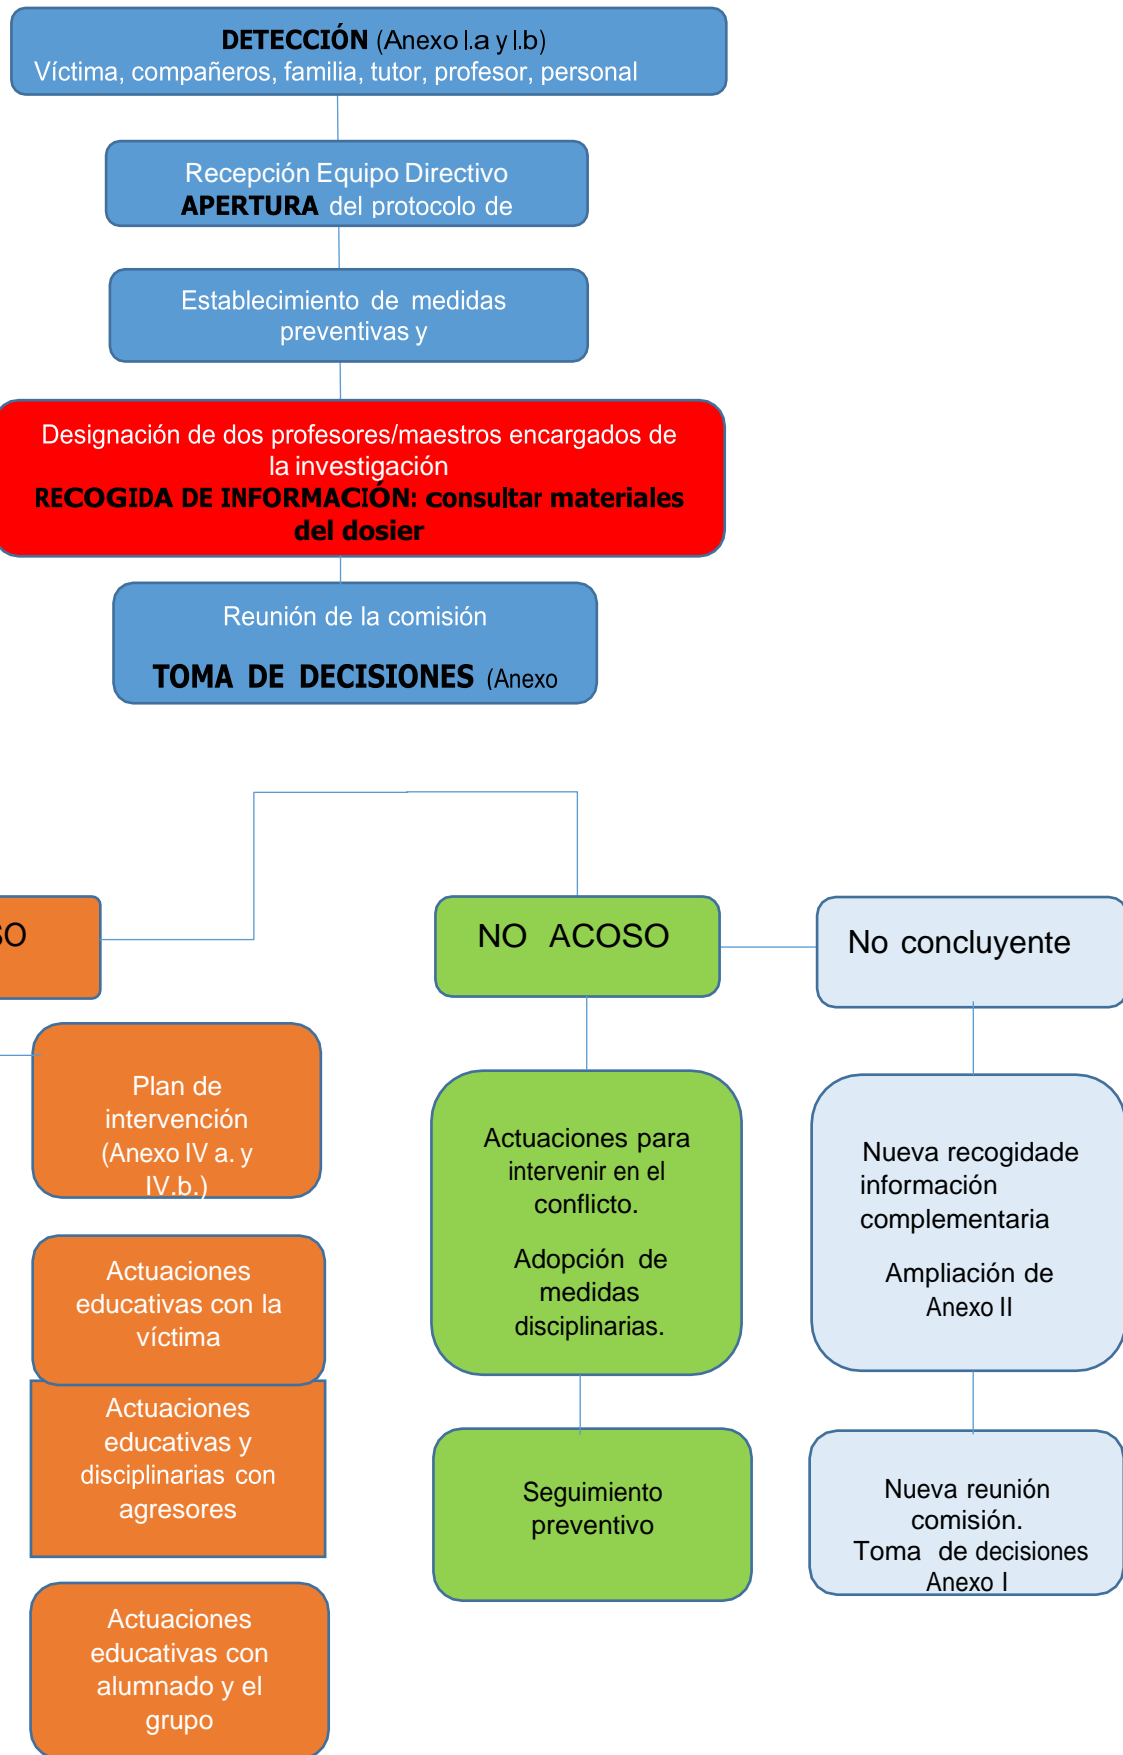 DETECCIÓN (Anexo I.a y I.b)
Víctima, compañeros, familia, tutor, profesor, personal
Recepción Equipo Directivo
APERTURA del protocolo de
Establecimiento de medidas
preventivas y
Designación de dos profesores/maestros encargados de
la investigación
RECOGIDA DE INFORMACIÓN: consultar materiales
del dosier
Reunión de la comisión
TOMA DE DECISIONES (Anexo
SO
Plan de
intervención
(Anexo IV a. y
IV.b.)
Actuaciones
educativas con la
víctima
Actuaciones
educativas y
disciplinarias con
agresores
Actuaciones
educativas con
alumnado y el
grupo
NO ACOSO
Actuaciones para
intervenir en el
conflicto.
Adopción de
medidas
disciplinarias.
Seguimiento
preventivo
No concluyente
Nueva recogidade
información
complementaria
Ampliación de
Anexo II
Nueva reunión
comisión.
Toma de decisiones
Anexo I